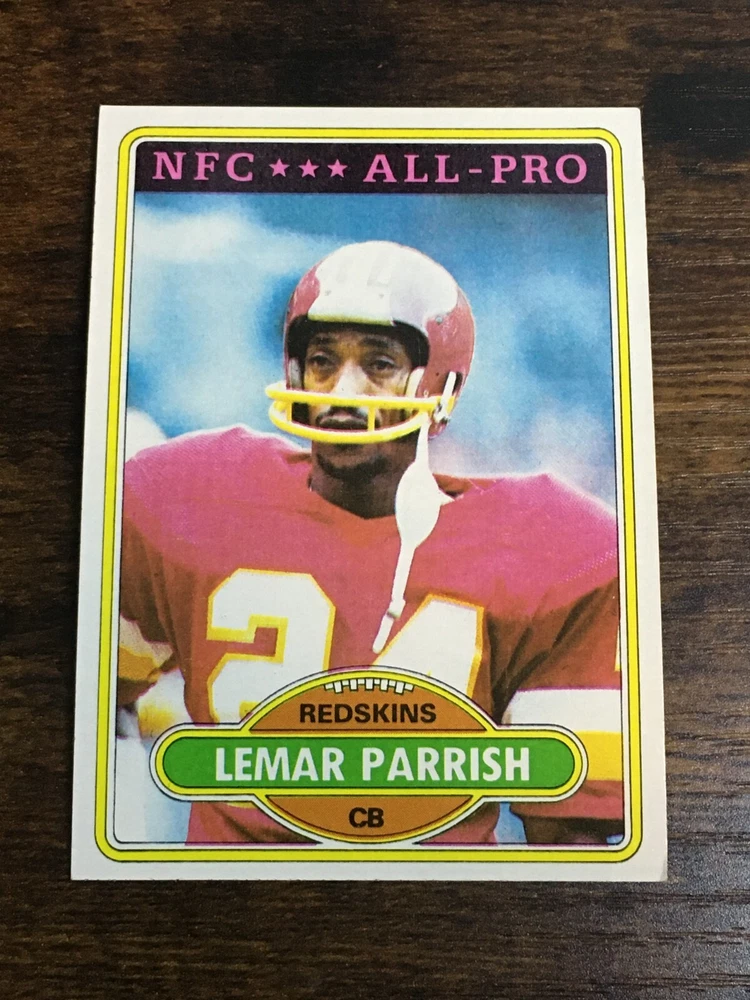 NFC ★★★ ALL-PRO
24
REDSKINS
LEMAR PARRISH
CB